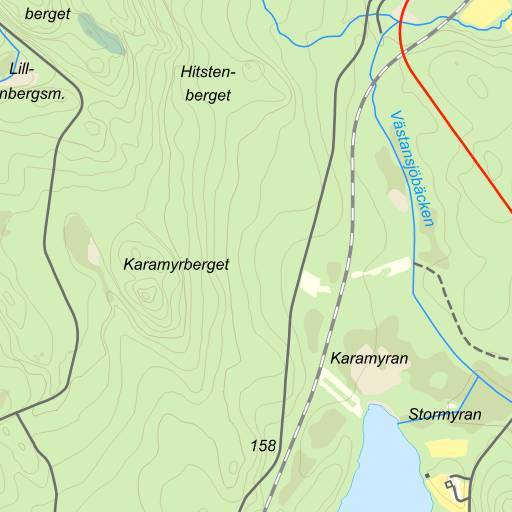 berget
Lill-
nbergsm.
Hitsten-
berget
Västansjöbäcken
Karamyrberget
Karamyran
Stormyran
158